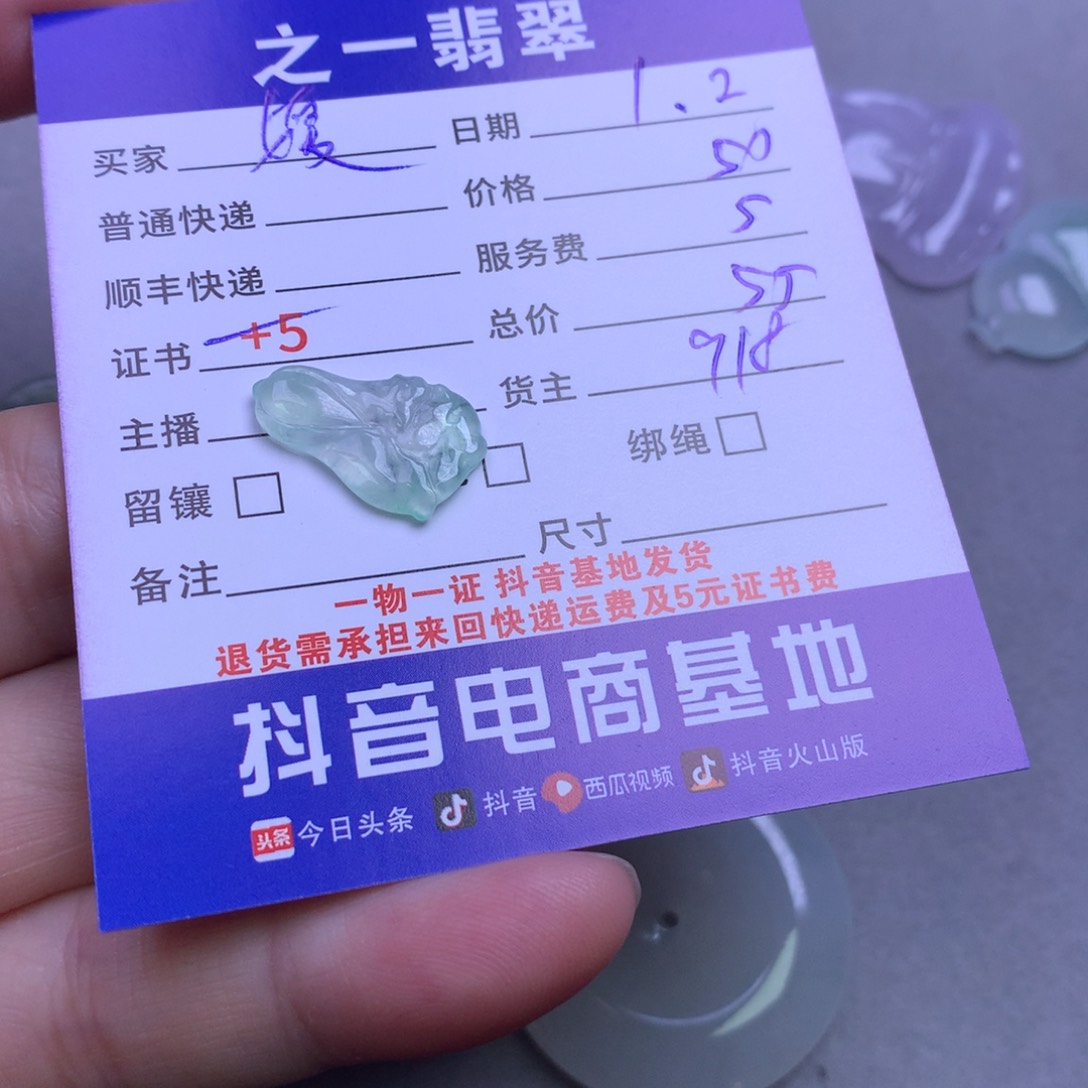 之一翡翠
买家 日期 1.2
普通快递 价格 50
顺丰快递 服务费 5
证书 +5 总价 55
主播 货主 918
留镶 绑绳
备注 尺寸
一物一证 抖音基地发货
退货需承担来回快递运费及5元证书费
抖音电商基地
头条 今日头条 抖音 西瓜视频 抖音火山版